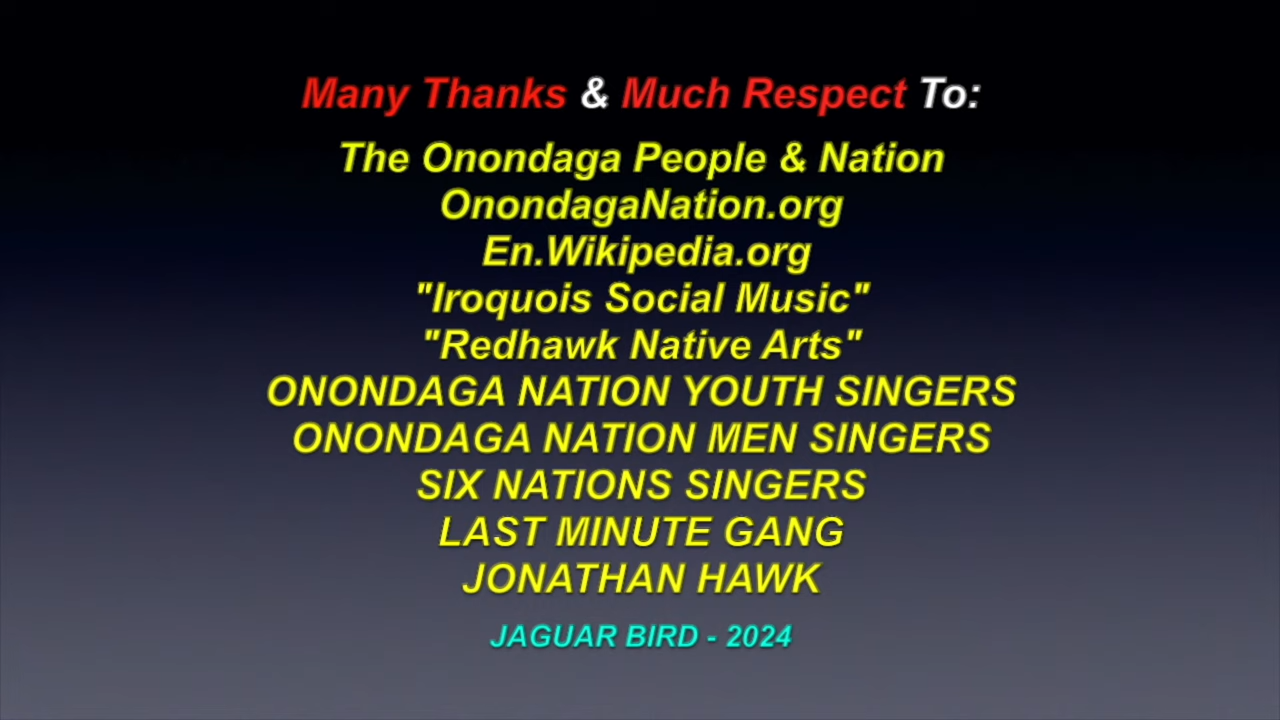 Many Thanks & Much Respect To:
The Onondaga People & Nation
OnondagaNation.org
En.Wikipedia.org
"Iroquois Social Music"
"Redhawk Native Arts"
ONONDAGA NATION YOUTH SINGERS
ONONDAGA NATION MEN SINGERS
SIX NATIONS SINGERS
LAST MINUTE GANG
JONATHAN HAWK
JAGUAR BIRD - 2024